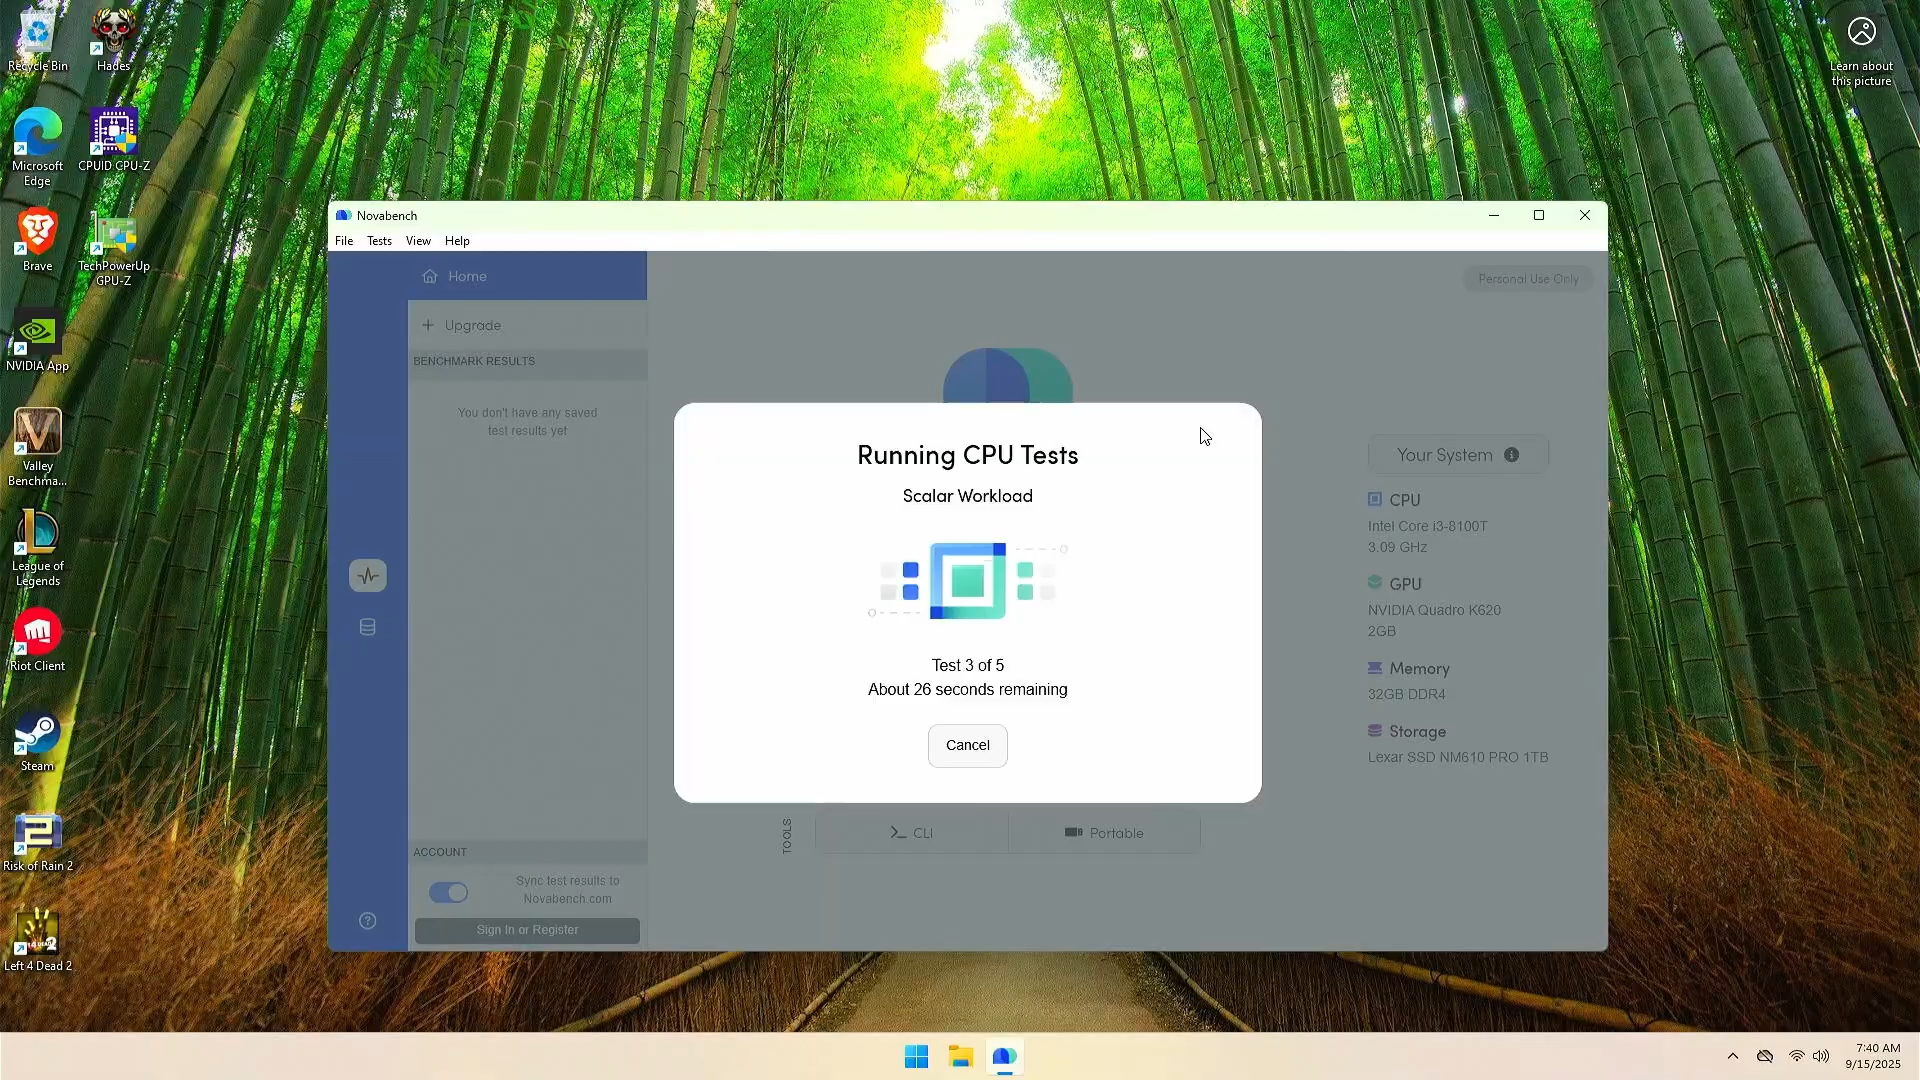 Recycle Bin
Hades
Learn about
this picture
Microsoft
Edge
CPUID CPU-Z
Brave
TechPowerUp
GPU-Z
NVIDIA App
Valley
Benchma...
League of
Legends
Riot Client
Steam
Risk of Rain 2
Left 4 Dead 2
Novabench
File Tests View Help
Home
Personal Use Only
Upgrade
BENCHMARK RESULTS
You don't have any saved
test results yet
Running CPU Tests
Scalar Workload
Test 3 of 5
About 26 seconds remaining
Cancel
Your System
CPU
Intel Core i3-8100T
3.09 GHz
GPU
NVIDIA Quadro K620
2GB
Memory
32GB DDR4
Storage
Lexar SSD NM610 PRO 1TB
TOOLS
CLI
Portable
ACCOUNT
Sync test results to
Novabench.com
Sign In or Register
7:40 AM
9/15/2025